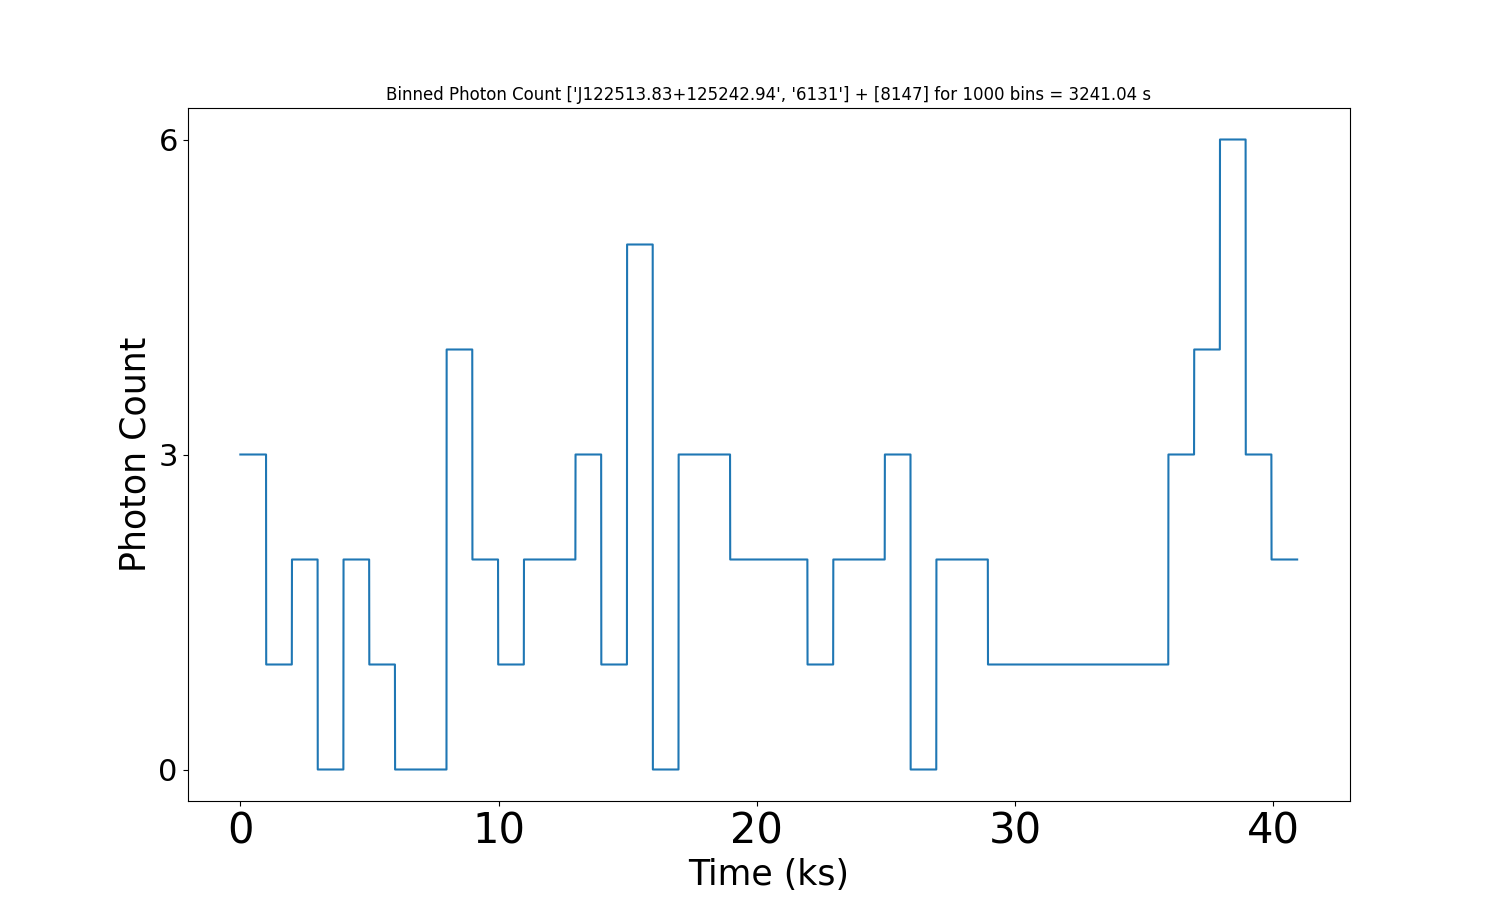 Binned Photon Count ['J122513.83+125242.94', '6131'] + [8147] for 1000 bins = 3241.04 s
6
3
0
Photon Count
0 10 20 30 40
Time (ks)